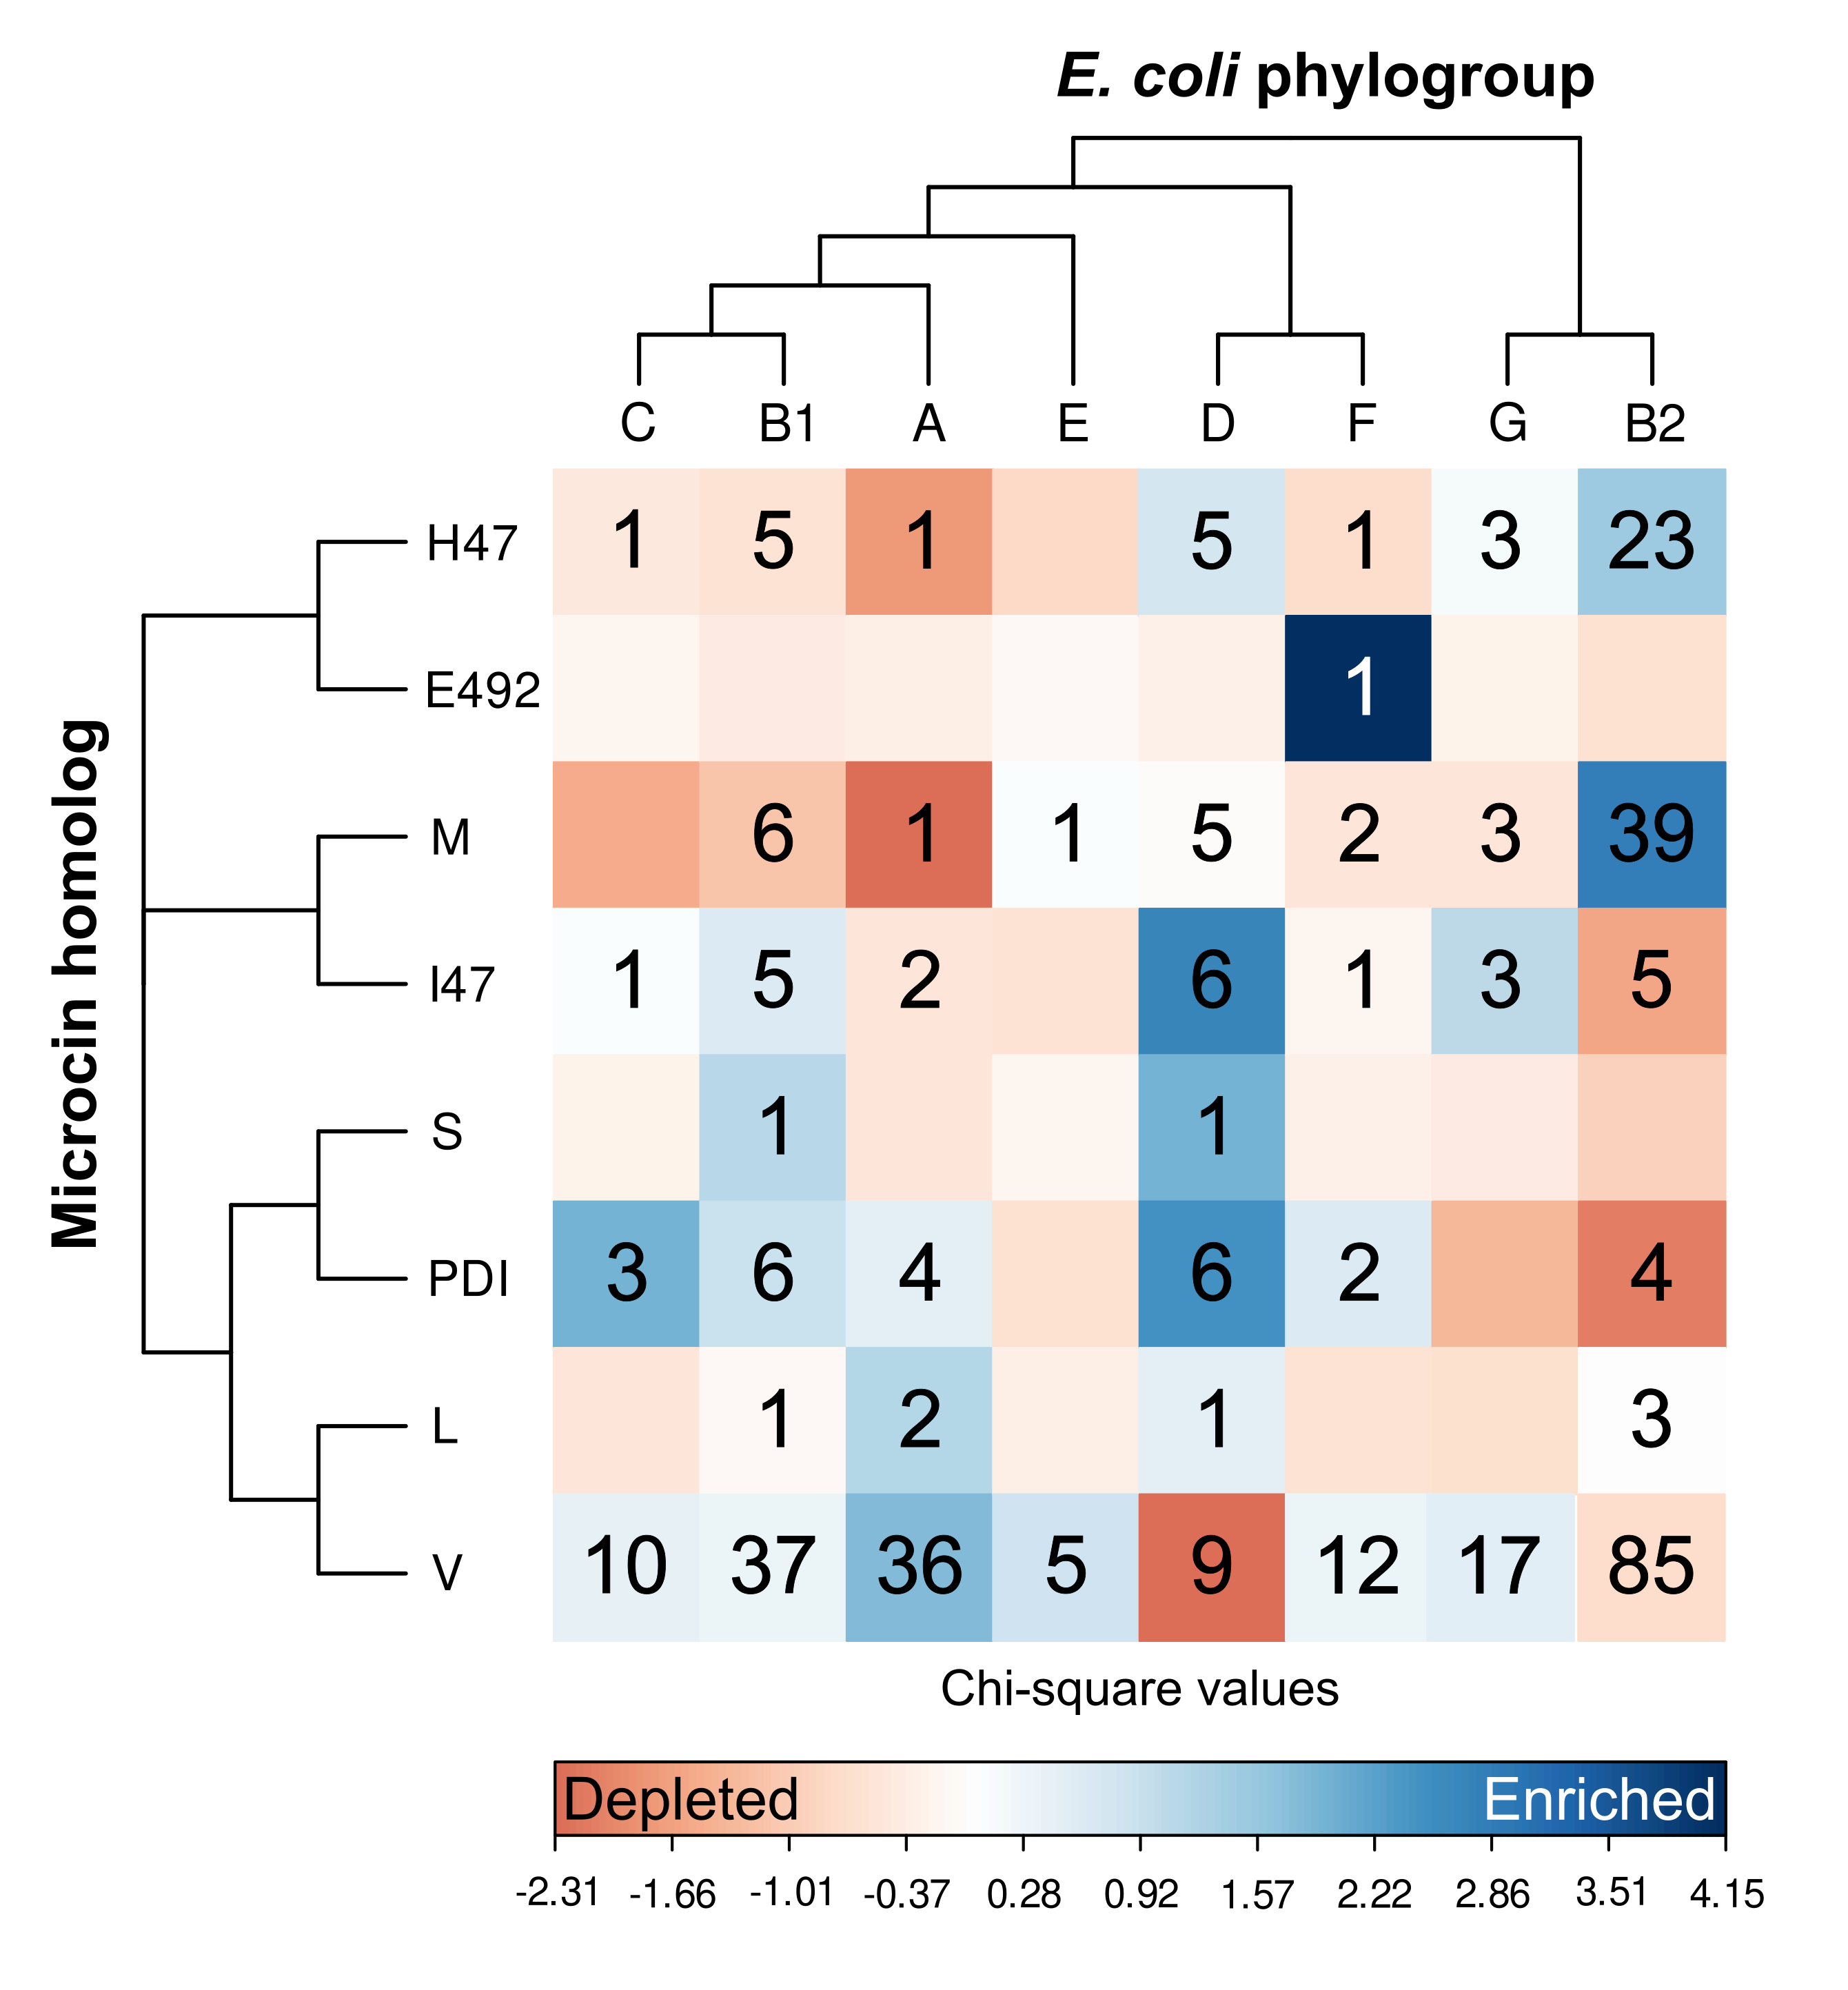 E. coli phylogroup
C B1 A E D F G B2
Microcin homolog
H47 1 5 1 5 1 3 23
E492 1
M 6 1 1 5 2 3 39
I47 1 5 2 6 1 3 5
S 1 1
PDI 3 6 4 6 2 4
L 1 2 1 3
V 10 37 36 5 9 12 17 85
Chi-square values
Depleted Enriched
-2.31 -1.66 -1.01 -0.37 0.28 0.92 1.57 2.22 2.86 3.51 4.15